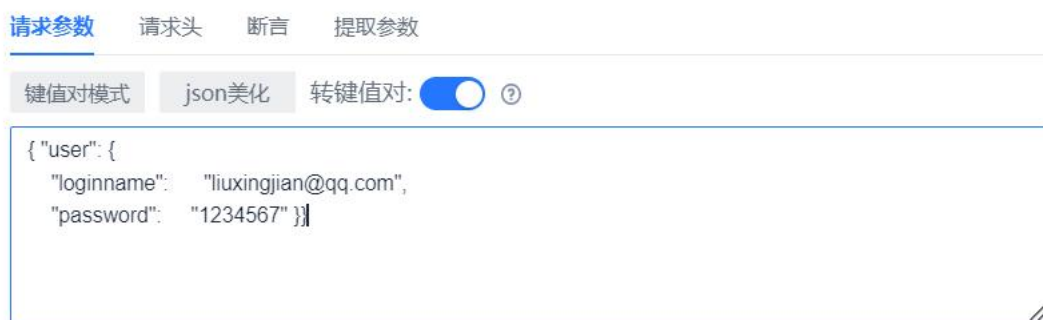 请求参数 请求头 断言 提取参数
键值对模式 json美化 转键值对: ?
{ "user": {
"loginname": "liuxingjian@qq.com",
"password": "1234567" }}